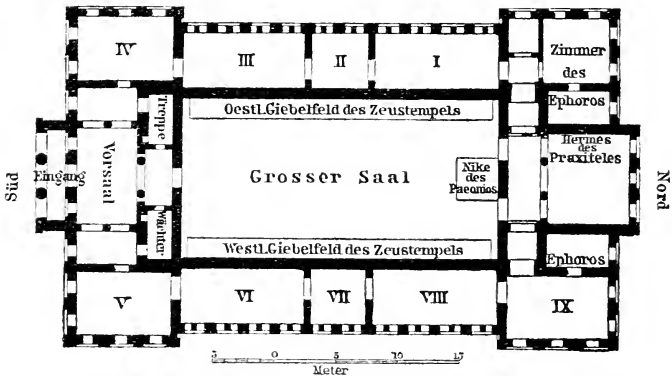 IV
III
II
I
Zimmer
des
Ephoros
Oestl. Giebelfeld des Zeustempels
Treppe
Hermes
des
Praxiteles
Süd
Eingang
Vorsaal
Grosser Saal
Nike
des
Paeonios
Nord
Wächter
Westl. Giebelfeld des Zeustempels
Ephoros
V
VI
VII
VIII
IX
5 0 5 10 15
Meter